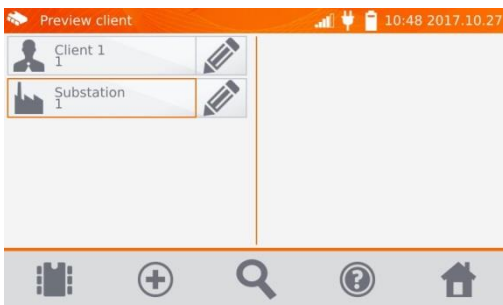 Preview client
10:48 2017.10.27
Client 1
1
Substation
1